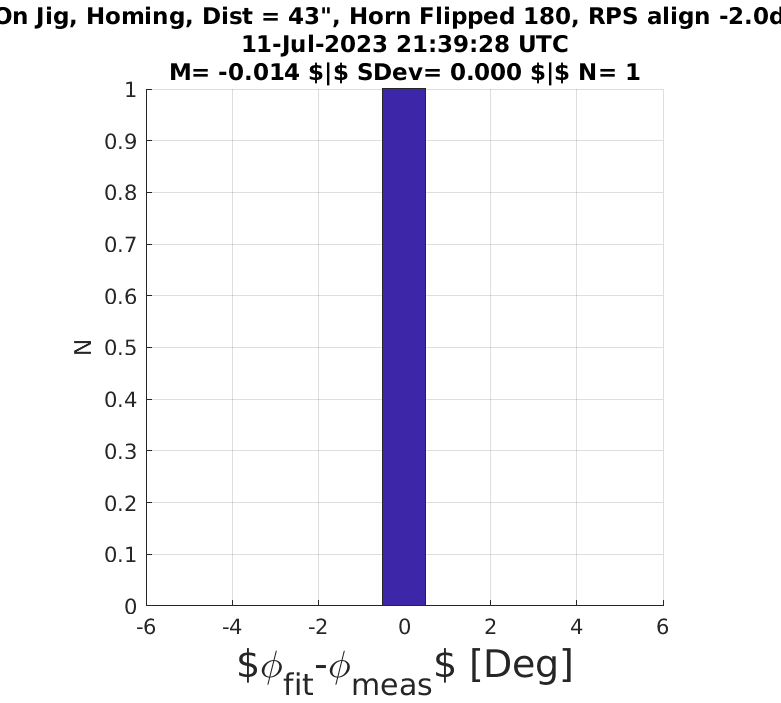 On Jig, Homing, Dist = 43", Horn Flipped 180, RPS align -2.0d
11-Jul-2023 21:39:28 UTC
M= -0.014 $|$ SDev= 0.000 $|$ N= 1
1
0.9
0.8
0.7
0.6
0.5
0.4
0.3
0.2
0.1
0
N
-6 -4 -2 0 2 4 6
$ϕfit-ϕmeas$ [Deg]